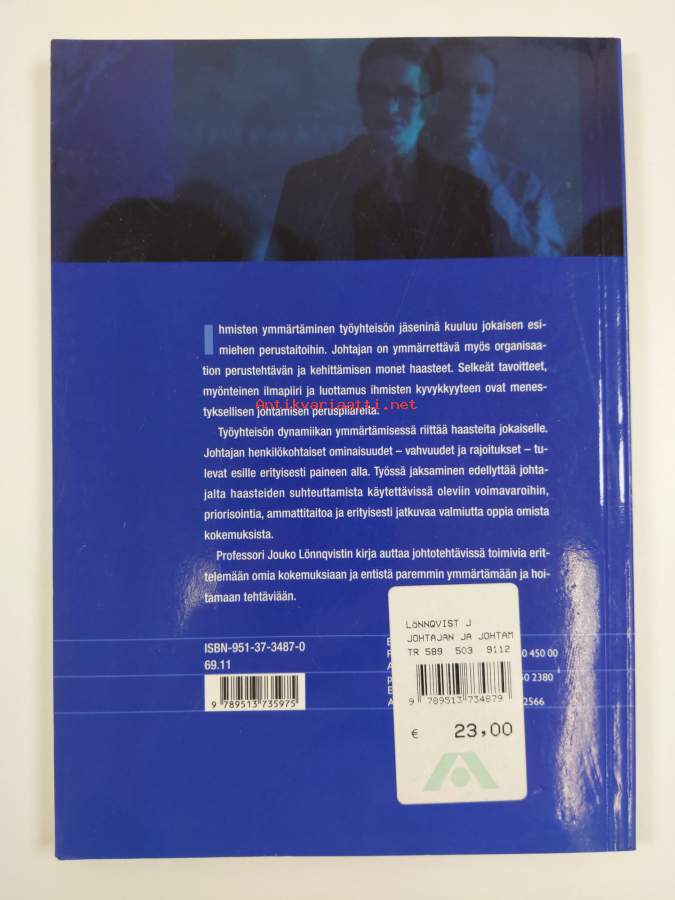 Ihmisten ymmärtäminen työyhteisön jäseninä kuuluu jokaisen esi-
miehen perustaitoihin. Johtajan on ymmärrettävä myös organisaa-
tion perustehtävän ja kehittämisen monet haasteet. Selkeät tavoitteet,
myönteinen ilmapiiri ja luottamus ihmisten kyvykkyyteen ovat menes-
tyksellisen johtamisen peruspilareita.
Antikvariaatti.net
Työyhteisön dynamiikan ymmärtämisessä riittää haasteita jokaiselle.
Johtajan henkilökohtaiset ominaisuudet – vahvuudet ja rajoitukset – tu-
levat esille erityisesti paineen alla. Työssä jaksaminen edellyttää johta-
jalta haasteiden suhteuttamista käytettävissä oleviin voimavaroihin,
priorisointia, ammattitaitoa ja erityisesti jatkuvaa valmiutta oppia omista
kokemuksista.
Professori Jouko Lönnqvistin kirja auttaa johtotehtävissä toimivia erit-
telemään omia kokemuksiaan ja entistä paremmin ymmärtämään ja hoi-
tamaan tehtäviään.
ISBN-951-37-3487-0
69.11
9 789513 735975
LÖNNQVIST J
JOHTAJAN JA JOHTAM
TR 589 503 9112
9 789513 734879
€ 23,00
0 450 00
0 2380
2566